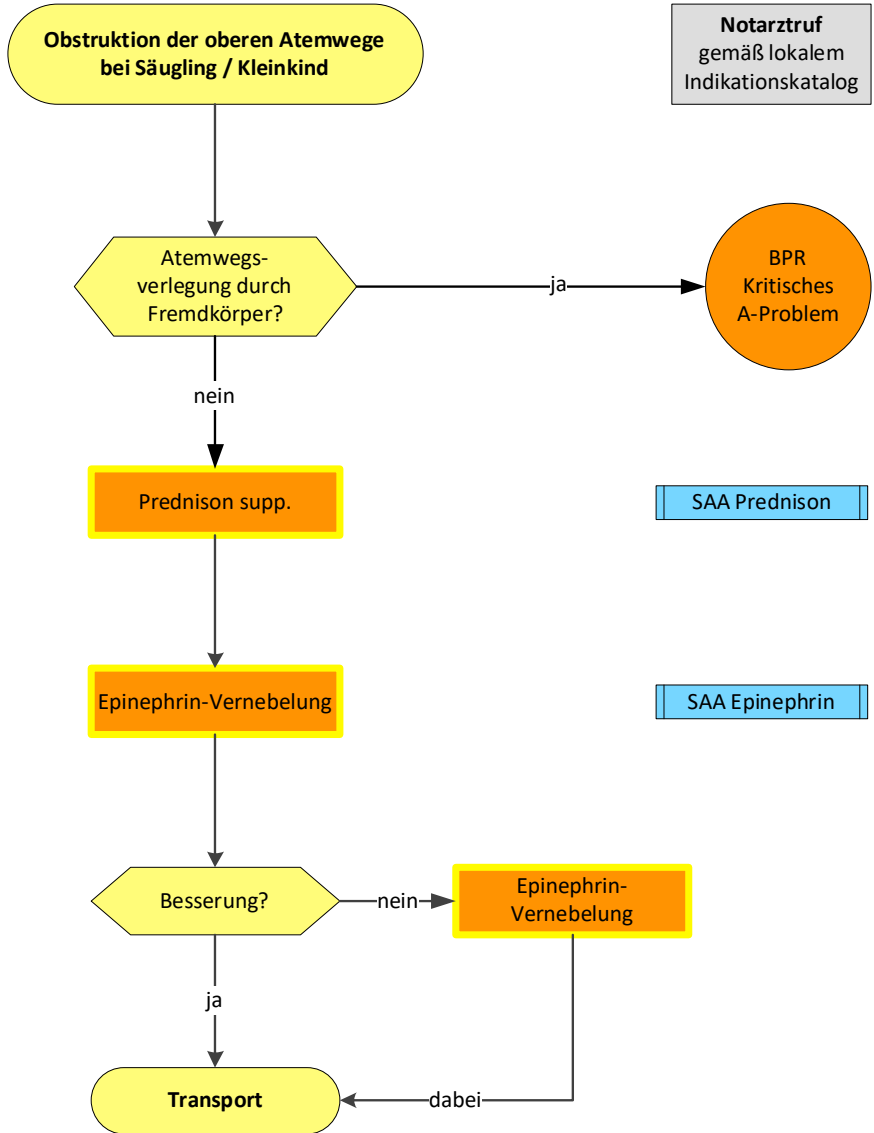 Obstruktion der oberen Atemwege
bei Säugling / Kleinkind
Notarztruf
gemäß lokalem
Indikationskatalog
Atemwegs-
verlegung durch
Fremdkörper?
ja
BPR
Kritisches
A-Problem
nein
Prednison supp.
SAA Prednison
Epinephrin-Vernebelung
SAA Epinephrin
Besserung?
nein
Epinephrin-
Vernebelung
ja
Transport
dabei